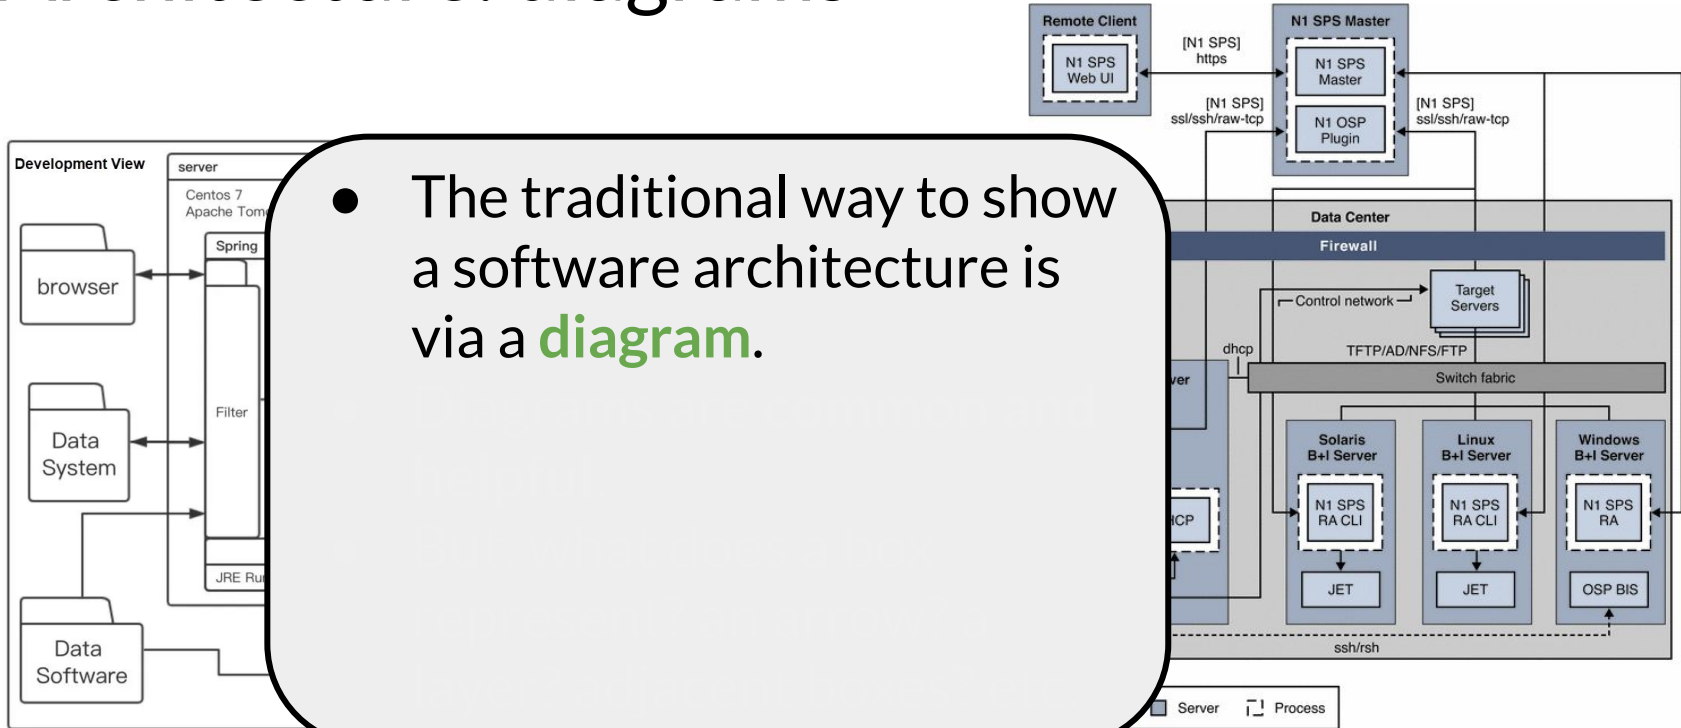 Architecture: diagrams
Remote Client
N1 SPS
Web UI
[N1 SPS]
https
N1 SPS Master
N1 SPS
Master
N1 OSP
Plugin
[N1 SPS]
ssl/ssh/raw-tcp
[N1 SPS]
ssl/ssh/raw-tcp
Development View
server
Centos 7
Apache
Spring
browser
Filter
Data
System
JRE
Data
Software
● The traditional way to show
a software architecture is
via a diagram.
Data Center
Firewall
Control network
Target
Servers
dhcp
TFTP/AD/NFS/FTP
Switch fabric
Solaris
B+I Server
N1 SPS
RA CLI
JET
Linux
B+I Server
N1 SPS
RA CLI
JET
Windows
B+I Server
N1 SPS
RA
OSP BIS
ssh/rsh
Server
Process